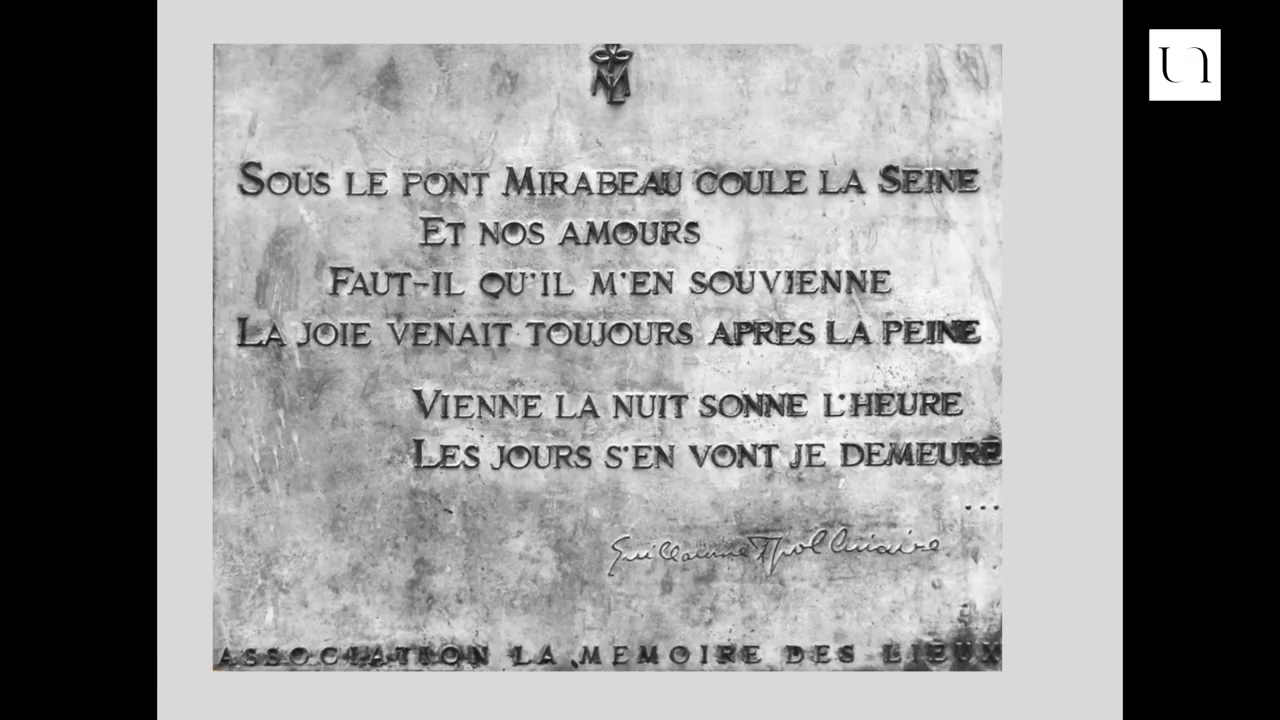 Un
ML
SOUS LE PONT MIRABEAU COULE LA SEINE
ET NOS AMOURS
FAUT-IL QU'IL M'EN SOUVIENNE
LA JOIE VENAIT TOUJOURS APRES LA PEINE
VIENNE LA NUIT SONNE L'HEURE
LES JOURS S'EN VONT JE DEMEURE
...
Guillaume Apollinaire
ASSOCIATION LA MEMOIRE DES LIEUX